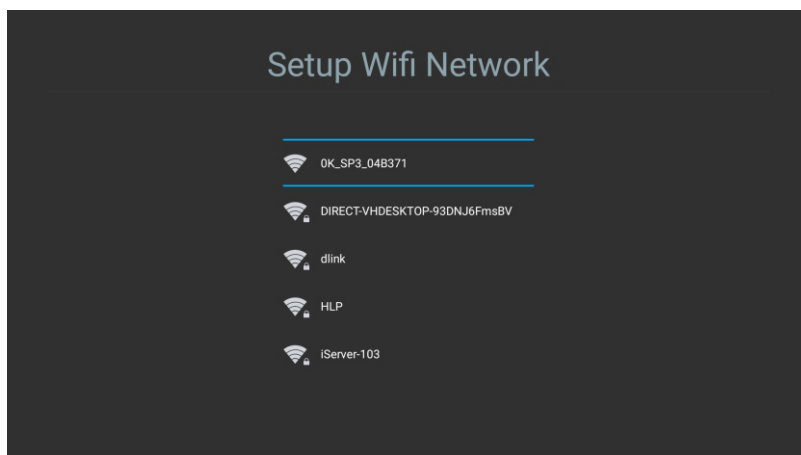 Setup Wifi Network
0K_SP3_04B371
DIRECT-VHDESKTOP-93DNJ6FmsBV
dlink
HLP
iServer-103